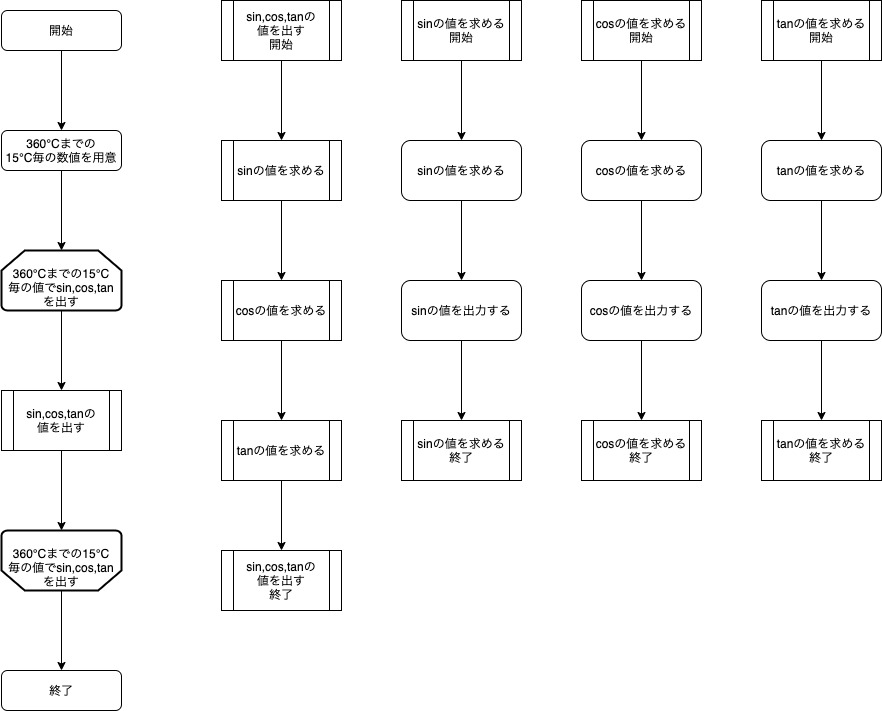 開始
360°Cまでの
15°C毎の数値を用意
360°Cまでの15°C
毎の値でsin,cos,tan
を出す
sin,cos,tanの
値を出す
360°Cまでの15°C
毎の値でsin,cos,tan
を出す
終了
sin,cos,tanの
値を出す
開始
sinの値を求める
cosの値を求める
tanの値を求める
sin,cos,tanの
値を出す
終了
sinの値を求める
開始
sinの値を求める
sinの値を出力する
sinの値を求める
終了
cosの値を求める
開始
cosの値を求める
cosの値を出力する
cosの値を求める
終了
tanの値を求める
開始
tanの値を求める
tanの値を出力する
tanの値を求める
終了